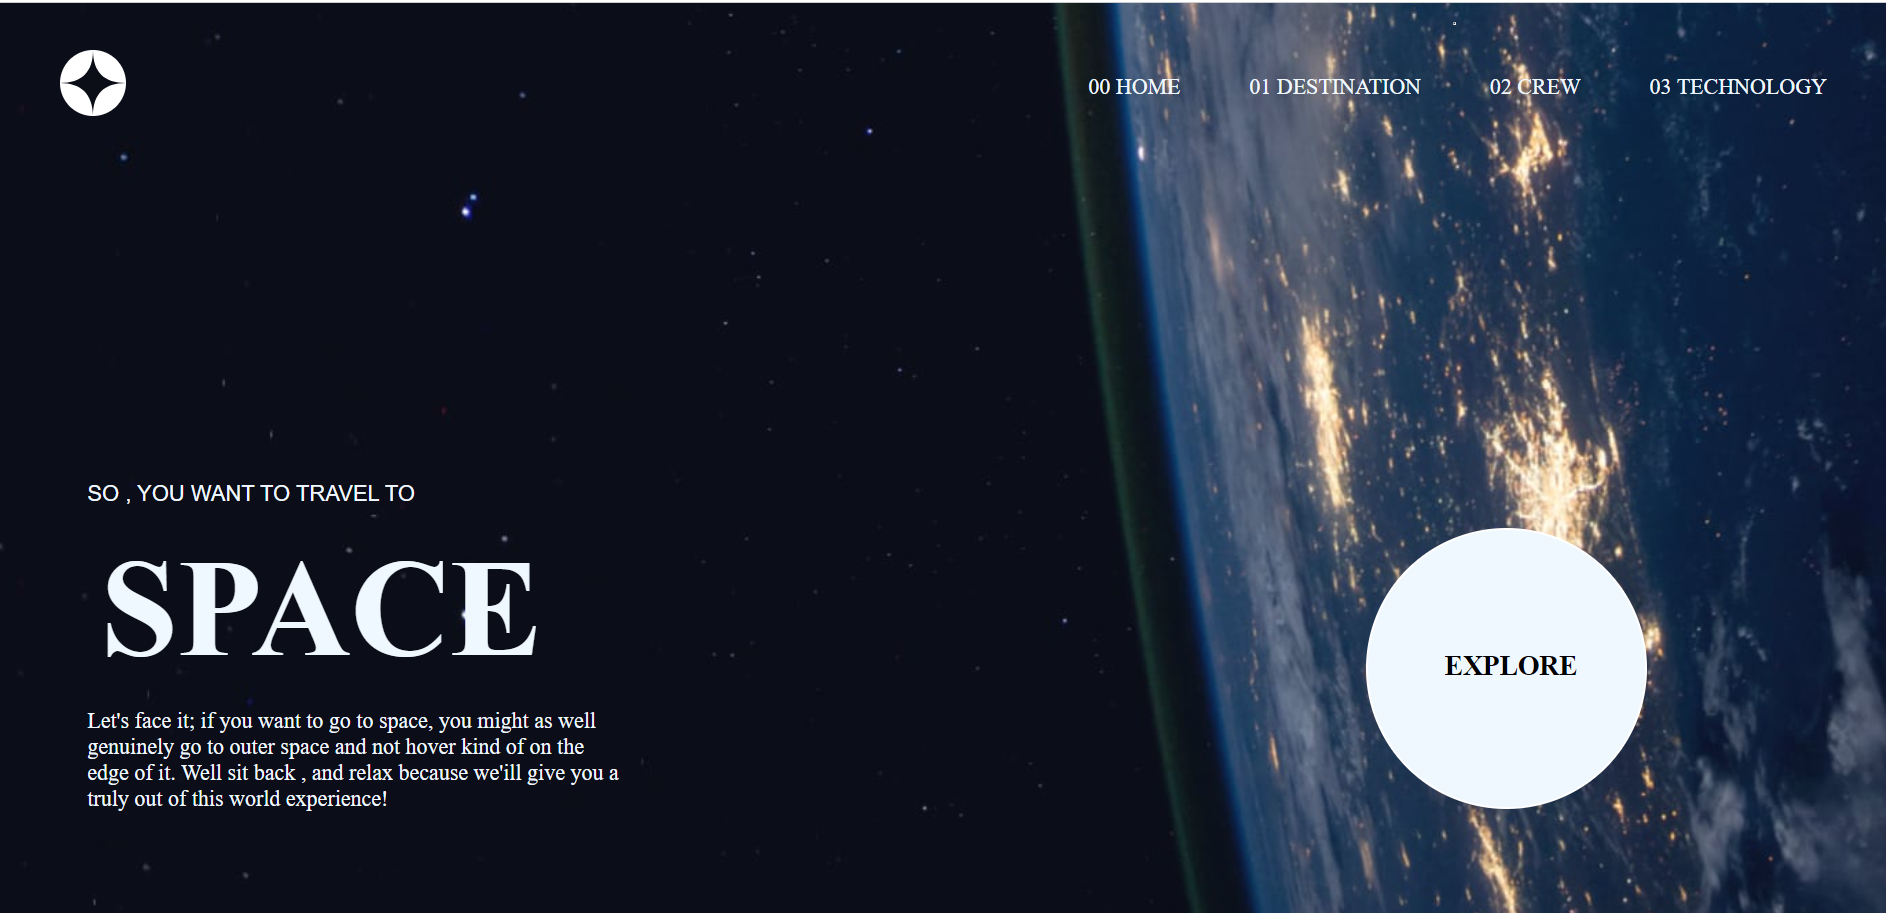 00 HOME 01 DESTINATION 02 CREW 03 TECHNOLOGY
SO , YOU WANT TO TRAVEL TO
SPACE
Let's face it; if you want to go to space, you might as well
genuinely go to outer space and not hover kind of on the
edge of it. Well sit back , and relax because we'ill give you a
truly out of this world experience!
EXPLORE